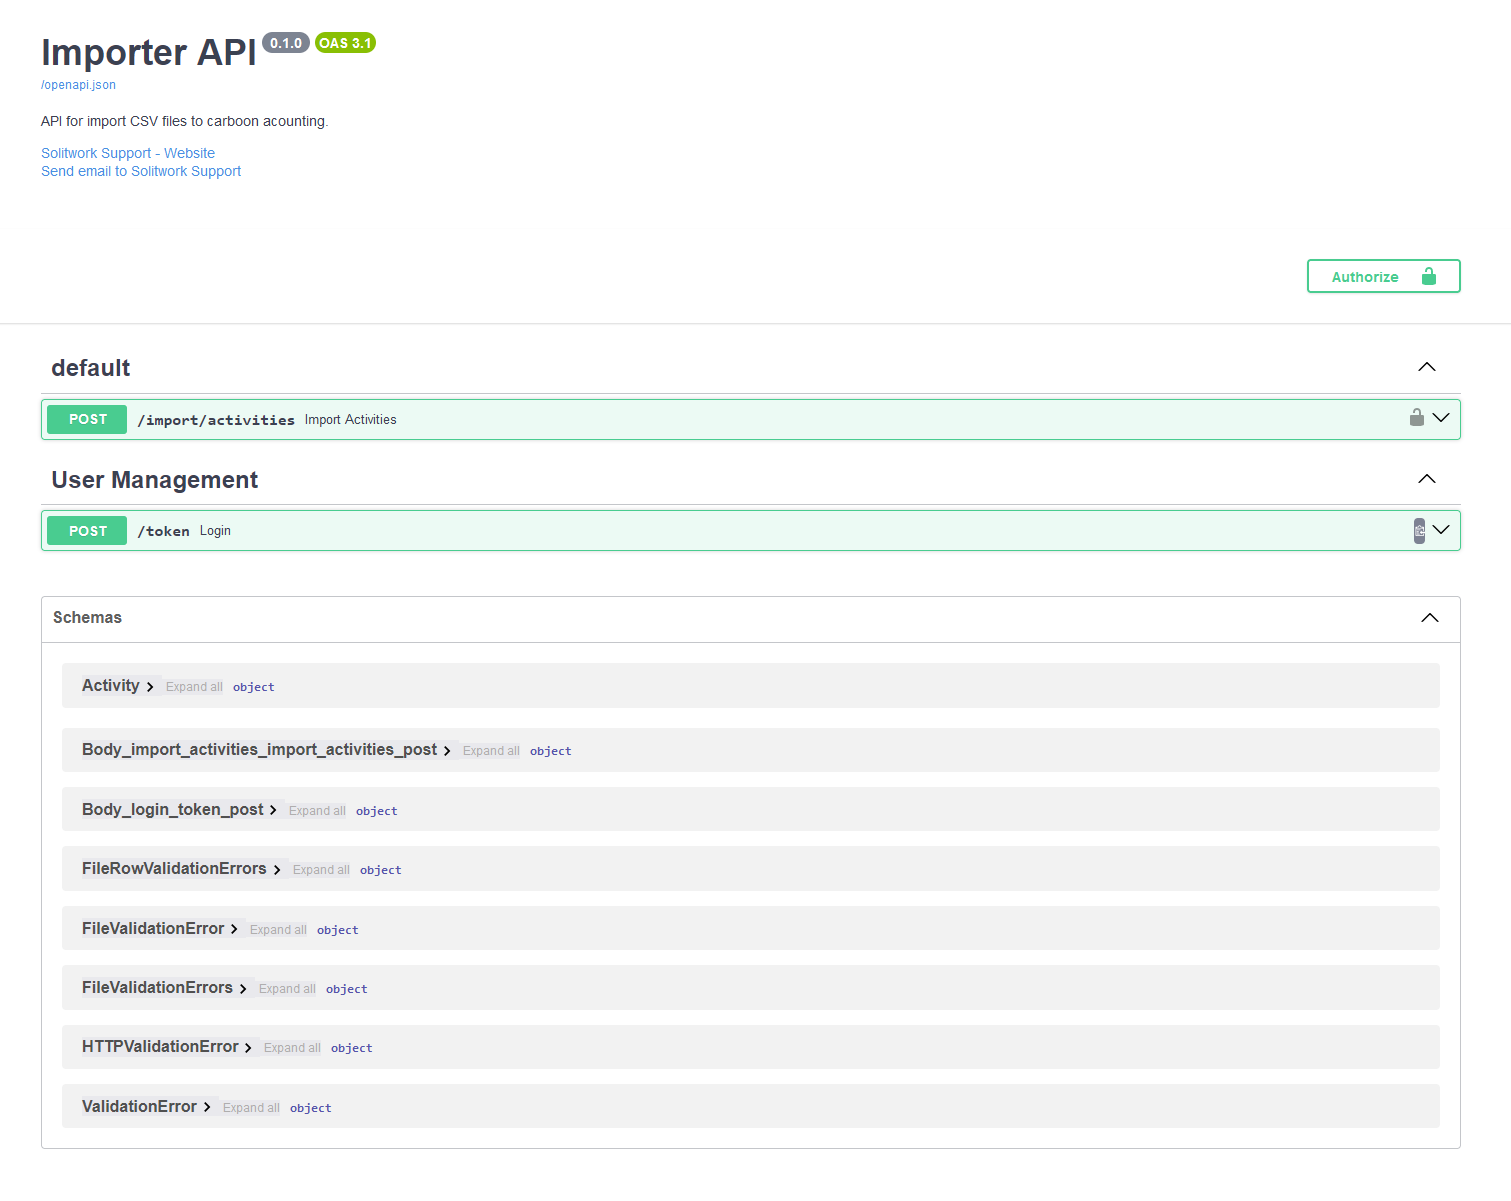 Importer API 0.1.0 OAS 3.1
/openapi.json
API for import CSV files to carboon acounting.
Solitwork Support - Website
Send email to Solitwork Support
Authorize
default
POST /import/activities Import Activities
User Management
POST /token Login
Schemas
Activity Expand all object
Body_import_activities_import_activities_post Expand all object
Body_login_token_post Expand all object
FileRowValidationErrors Expand all object
FileValidationError Expand all object
FileValidationErrors Expand all object
HTTPValidationError Expand all object
ValidationError Expand all object